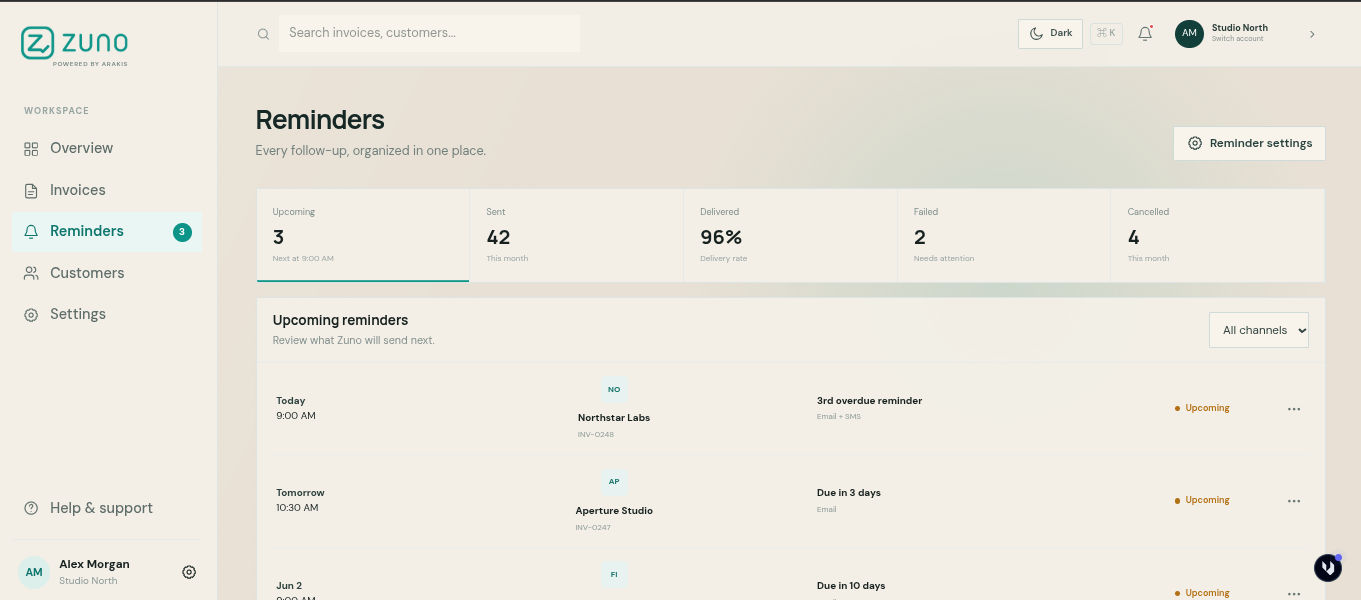 ZUNO
POWERED BY ARAKIS
WORKSPACE
Overview
Invoices
Reminders 3
Customers
Settings
Help & support
AM
Alex Morgan
Studio North
Search invoices, customers...
Dark
⌘ K
AM
Studio North
Switch account
Reminders
Every follow-up, organized in one place.
Reminder settings
Upcoming
3
Next at 9:00 AM
Sent
42
This month
Delivered
96%
Delivery rate
Failed
2
Needs attention
Cancelled
4
This month
Upcoming reminders
Review what Zuno will send next.
All channels
Today
9:00 AM
NO
Northstar Labs
INV-0248
3rd overdue reminder
Email + SMS
Upcoming
Tomorrow
10:30 AM
AP
Aperture Studio
INV-0247
Due in 3 days
Email
Upcoming
Jun 2
9:00 AM
FI
Due in 10 days
Upcoming